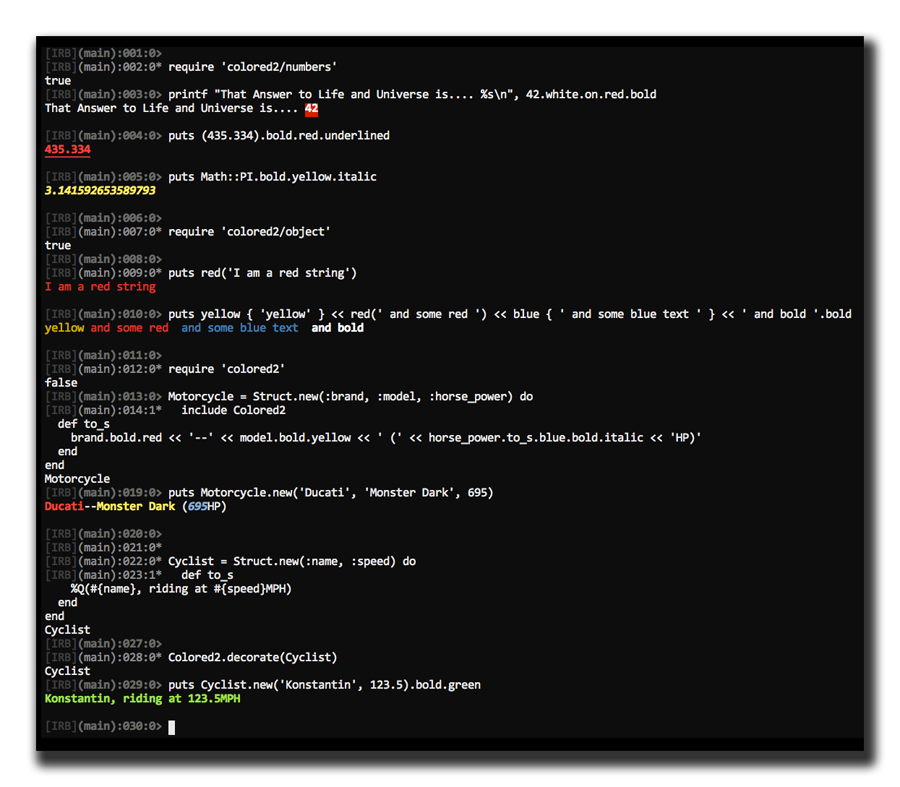 [IRB](main):001:0>
[IRB](main):002:0* require 'colored2/numbers'
true
[IRB](main):003:0> printf "That Answer to Life and Universe is.... %s\n", 42.white.on.red.bold
That Answer to Life and Universe is.... 42
[IRB](main):004:0> puts (435.334).bold.red.underlined
435.334
[IRB](main):005:0> puts Math::PI.bold.yellow.italic
3.141592653589793
[IRB](main):006:0>
[IRB](main):007:0* require 'colored2/object'
true
[IRB](main):008:0>
[IRB](main):009:0* puts red('I am a red string')
I am a red string
[IRB](main):010:0> puts yellow { 'yellow' } << red(' and some red ') << blue { ' and some blue text ' } << ' and bold '.bold
yellow and some red  and some blue text  and bold
[IRB](main):011:0>
[IRB](main):012:0* require 'colored2'
false
[IRB](main):013:0> Motorcycle = Struct.new(:brand, :model, :horse_power) do
[IRB](main):014:1*   include Colored2
  def to_s
    brand.bold.red << '--' << model.bold.yellow << ' (' << horse_power.to_s.blue.bold.italic << 'HP)'
  end
end
Motorcycle
[IRB](main):019:0> puts Motorcycle.new('Ducati', 'Monster Dark', 695)
Ducati--Monster Dark (695HP)
[IRB](main):020:0>
[IRB](main):021:0*
[IRB](main):022:0* Cyclist = Struct.new(:name, :speed) do
[IRB](main):023:1*   def to_s
    %Q(#{name}, riding at #{speed}MPH)
  end
end
Cyclist
[IRB](main):027:0>
[IRB](main):028:0* Colored2.decorate(Cyclist)
Cyclist
[IRB](main):029:0> puts Cyclist.new('Konstantin', 123.5).bold.green
Konstantin, riding at 123.5MPH
[IRB](main):030:0>